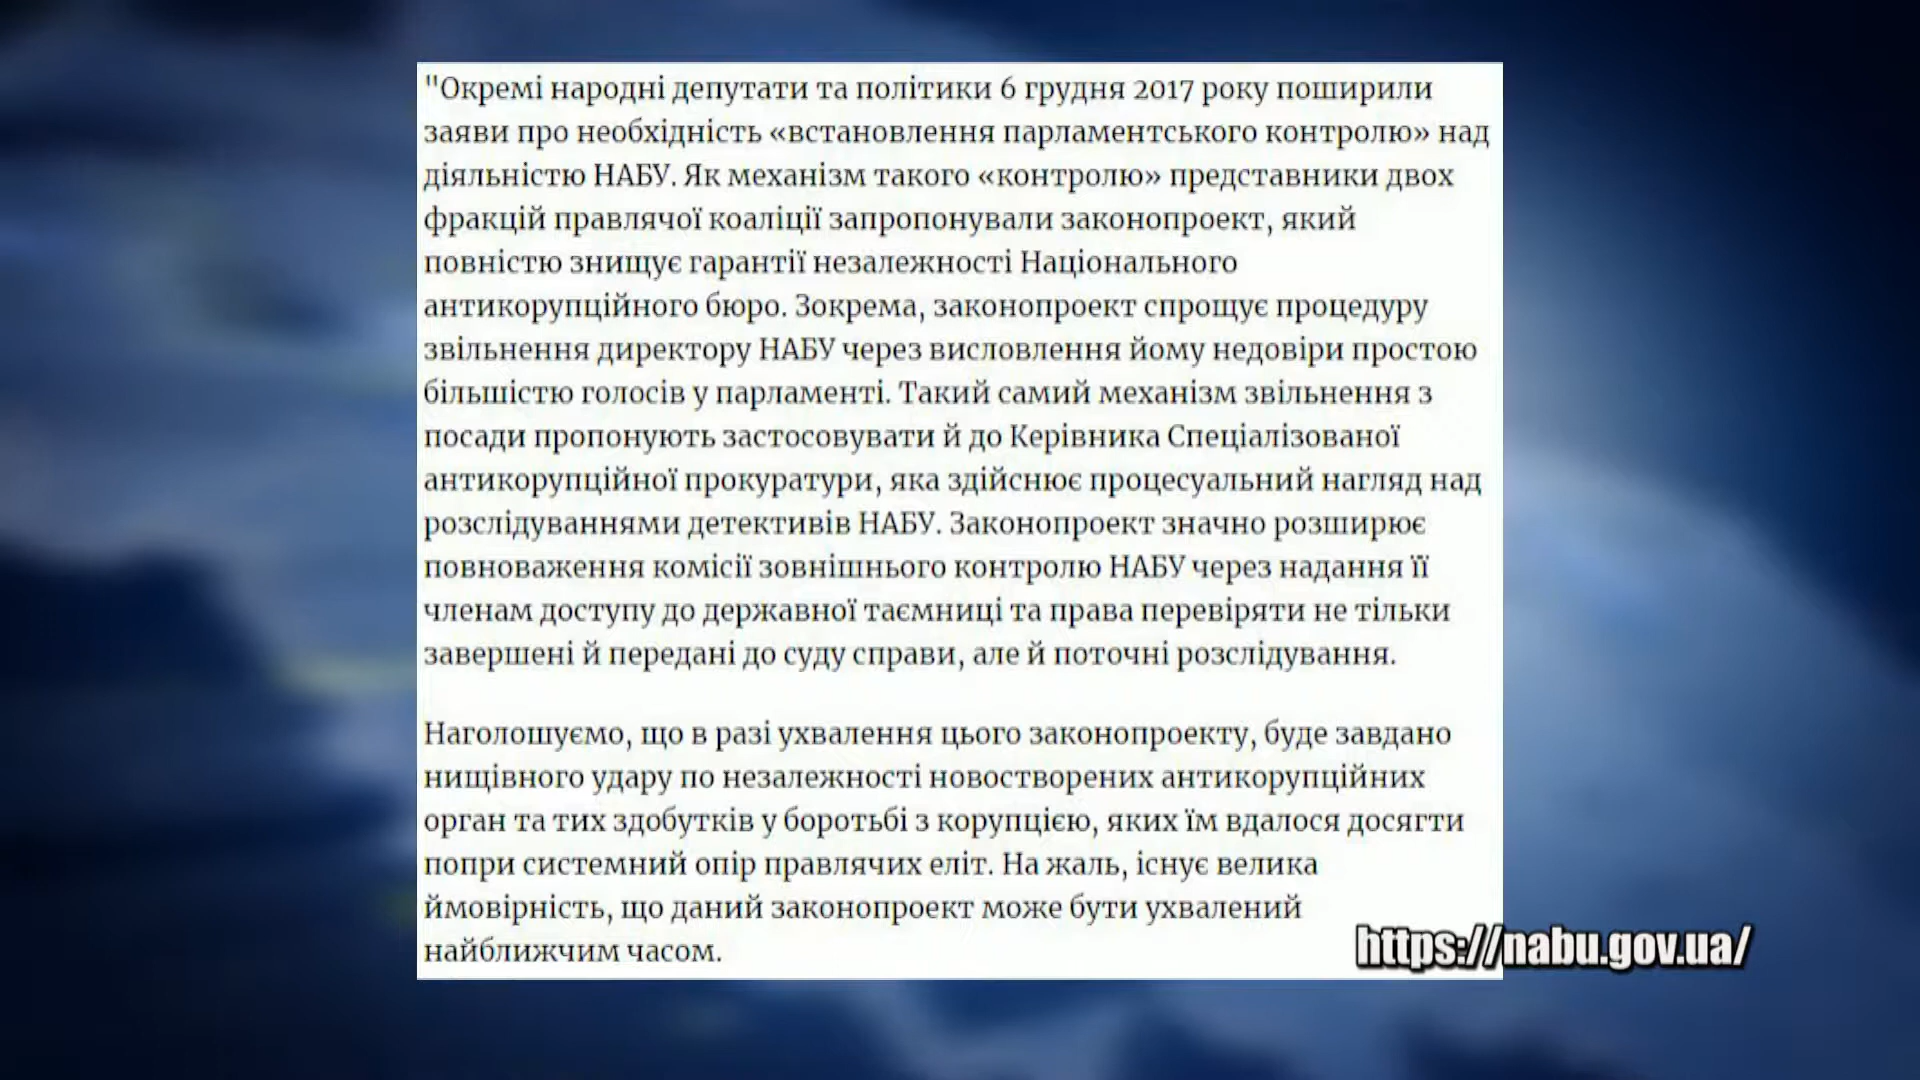 "Окремі народні депутати та політики 6 грудня 2017 року поширили
заяви про необхідність «встановлення парламентського контролю» над
діяльністю НАБУ. Як механізм такого «контролю» представники двох
фракцій правлячої коаліції запропонували законопроект, який
повністю знищує гарантії незалежності Національного
антикорупційного бюро. Зокрема, законопроект спрощує процедуру
звільнення директору НАБУ через висловлення йому недовіри простою
більшістю голосів у парламенті. Такий самий механізм звільнення з
посади пропонують застосовувати й до Керівника Спеціалізованої
антикорупційної прокуратури, яка здійснює процесуальний нагляд над
розслідуваннями детективів НАБУ. Законопроект значно розширює
повноваження комісії зовнішнього контролю НАБУ через надання її
членам доступу до державної таємниці та права перевіряти не тільки
завершені й передані до суду справи, але й поточні розслідування.
Наголошуємо, що в разі ухвалення цього законопроекту, буде завдано
нищівного удару по незалежності новостворених антикорупційних
орган та тих здобутків у боротьбі з корупцією, яких їм вдалося досягти
попри системний опір правлячих еліт. На жаль, існує велика
ймовірність, що даний законопроект може бути ухвалений
найближчим часом.
https://nabu.gov.ua/